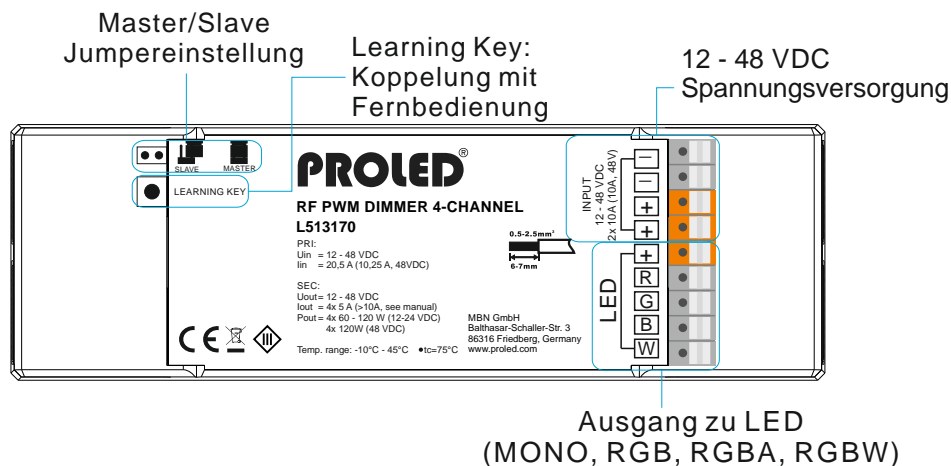 Master/Slave
Jumpereinstellung
Learning Key:
Koppelung mit
Fernbedienung
12 - 48 VDC
Spannungsversorgung
SLAVE
MASTER
LEARNING KEY
PROLED®
RF PWM DIMMER 4-CHANNEL
L513170
PRI:
Uin = 12 - 48 VDC
Iin = 20,5 A (10,25 A, 48VDC)
SEC:
Uout= 12 - 48 VDC
Iout = 4x 5 A (>10A, see manual)
Pout = 4x 60 - 120 W (12-24 VDC)
4x 120W (48 VDC)
Temp. range: -10°C - 45°C ●tc=75°C
0.5-2.5mm²
6-7mm
MBN GmbH
Balthasar-Schaller-Str. 3
86316 Friedberg, Germany
www.proled.com
CE
III
INPUT
12 - 48 VDC
2x 10A (10A, 48V)
−
−
+
+
LED
+
R
G
B
W
Ausgang zu LED
(MONO, RGB, RGBA, RGBW)